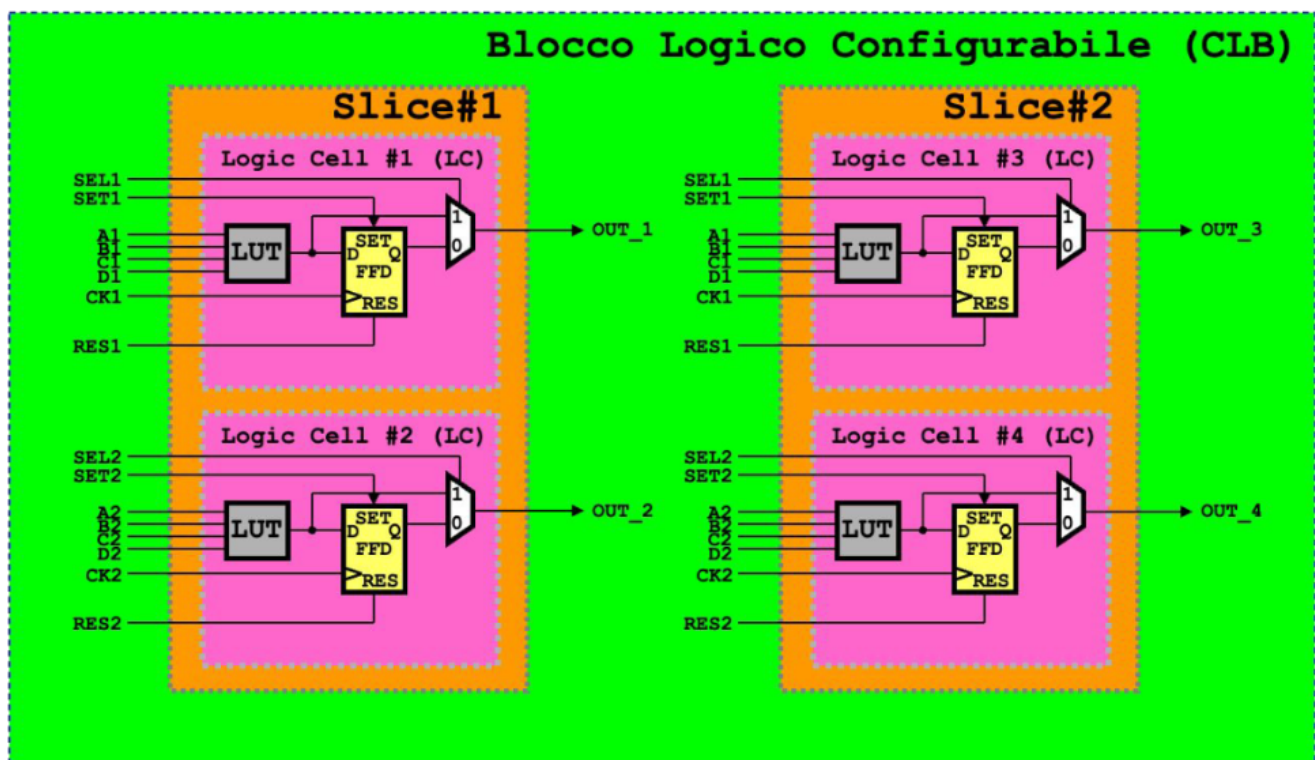 Blocco Logico Configurabile (CLB)
Slice#1
Logic Cell #1 (LC)
SEL1
SET1
A1
B1
C1
D1
LUT
SET
D Q
FFD
RES
1
0
OUT_1
CK1
RES1
Logic Cell #2 (LC)
SEL2
SET2
A2
B2
C2
D2
LUT
SET
D Q
FFD
RES
1
0
OUT_2
CK2
RES2
Slice#2
Logic Cell #3 (LC)
SEL1
SET1
A1
B1
C1
D1
LUT
SET
D Q
FFD
RES
1
0
OUT_3
CK1
RES1
Logic Cell #4 (LC)
SEL2
SET2
A2
B2
C2
D2
LUT
SET
D Q
FFD
RES
1
0
OUT_4
CK2
RES2